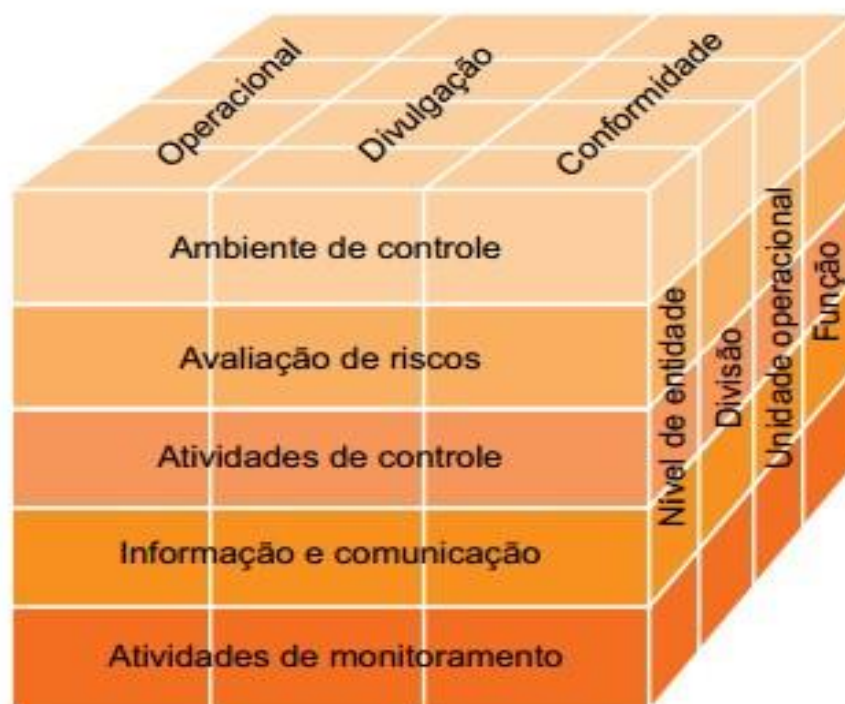 Operacional
Divulgação
Conformidade
Ambiente de controle
Avaliação de riscos
Atividades de controle
Informação e comunicação
Atividades de monitoramento
Nível de entidade
Divisão
Unidade operacional
Função